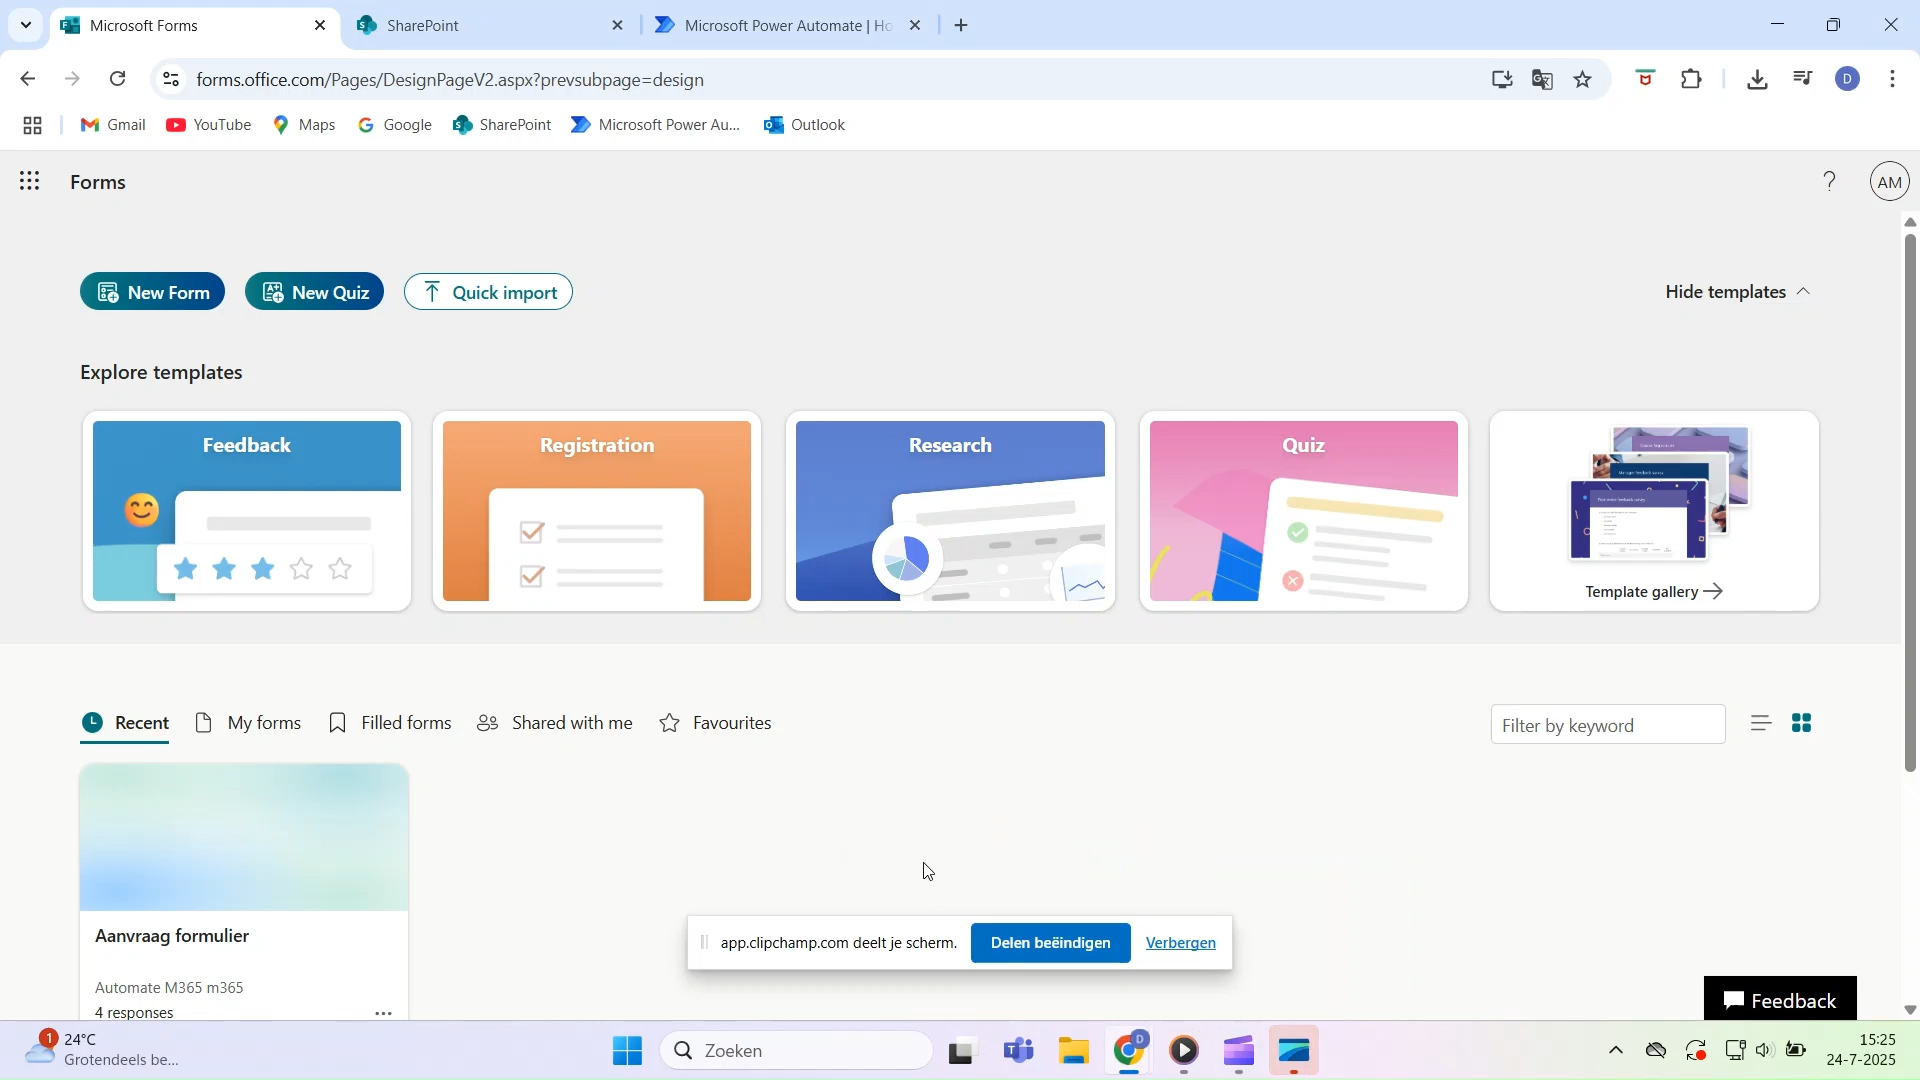 Microsoft Forms
SharePoint
Microsoft Power Automate | Ho
forms.office.com/Pages/DesignPageV2.aspx?prevsubpage=design
D
Gmail
YouTube
Maps
Google
SharePoint
Microsoft Power Au...
Outlook
Forms
?
AM
New Form
New Quiz
Quick import
Hide templates
Explore templates
Feedback
Registration
Research
Quiz
Template gallery
Recent
My forms
Filled forms
Shared with me
Favourites
Filter by keyword
Aanvraag formulier
Automate M365 m365
4 responses
app.clipchamp.com deelt je scherm.
Delen beëindigen
Verbergen
Feedback
1
24°C
Grotendeels be...
Zoeken
D
15:25
24-7-2025